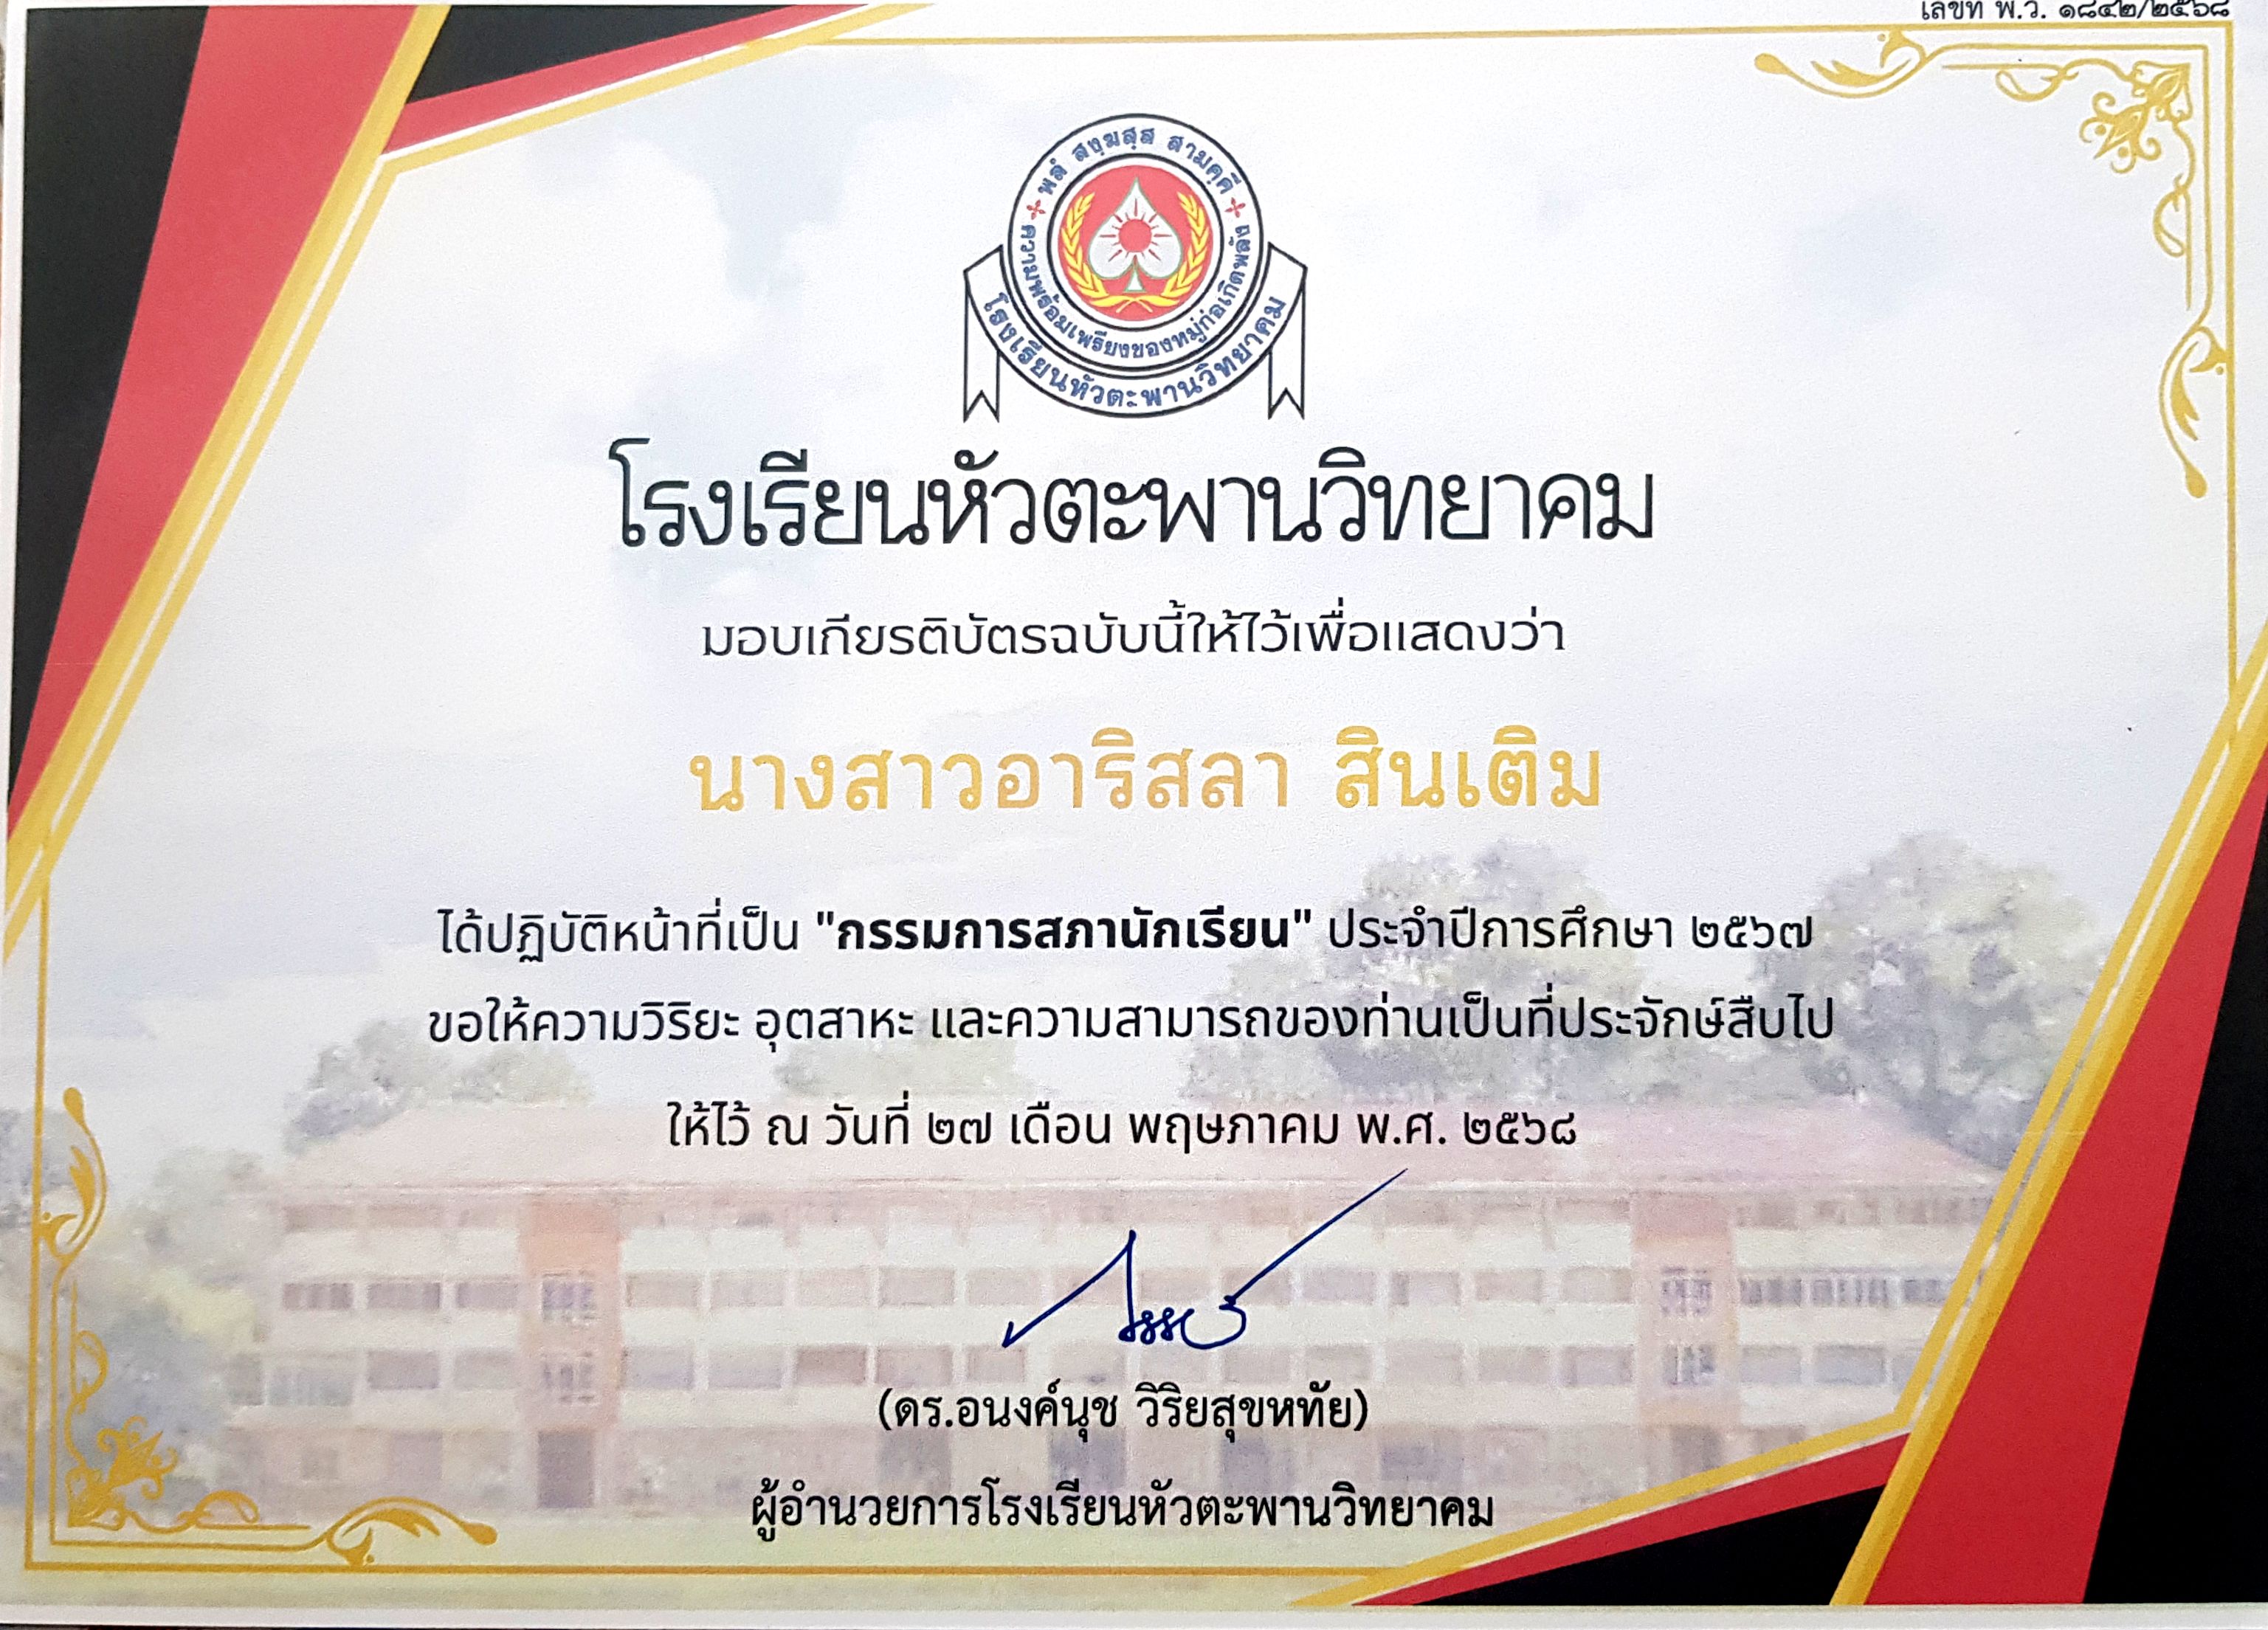 เลขที่ พ.ว. ๑๘๔๒/๒๕๖๘
พลํ สงฺฆสฺส สามคฺคี
ความพร้อมเพรียงของหมู่ก่อเกิดพลัง
โรงเรียนหัวตะพานวิทยาคม
โรงเรียนหัวตะพานวิทยาคม
มอบเกียรติบัตรฉบับนี้ให้ไว้เพื่อแสดงว่า
นางสาวอาริสลา สินเติม
ได้ปฏิบัติหน้าที่เป็น "กรรมการสภานักเรียน" ประจำปีการศึกษา ๒๕๖๗
ขอให้ความวิริยะ อุตสาหะ และความสามารถของท่านเป็นที่ประจักษ์สืบไป
ให้ไว้ ณ วันที่ ๒๗ เดือน พฤษภาคม พ.ศ. ๒๕๖๘
(ดร.อนงค์นุช วิริยสุขหทัย)
ผู้อำนวยการโรงเรียนหัวตะพานวิทยาคม